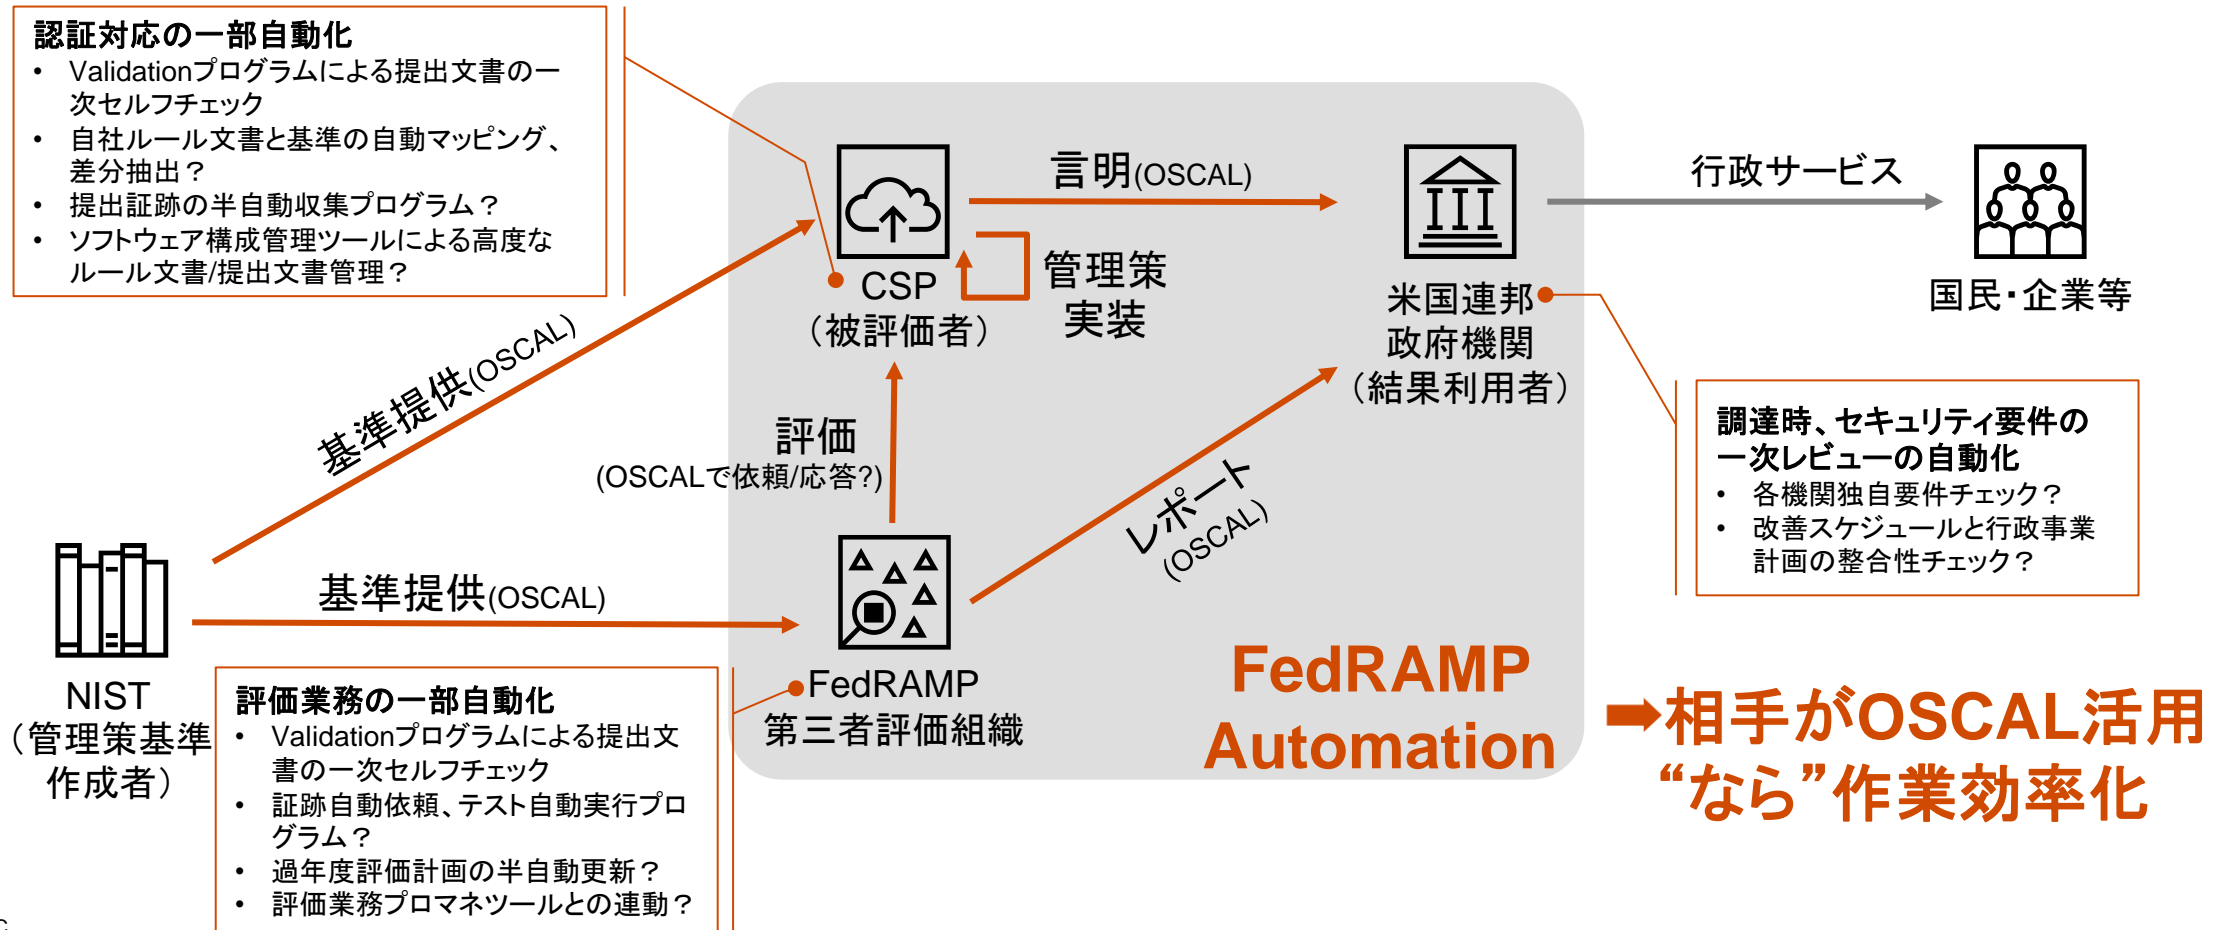 認証対応の一部自動化
• Validationプログラムによる提出文書の一
次セルフチェック
• 自社ルール文書と基準の自動マッピング、
差分抽出？
• 提出証跡の半自動収集プログラム？
• ソフトウェア構成管理ツールによる高度な
ルール文書/提出文書管理？
言明(OSCAL)
行政サービス
CSP
（被評価者）
管理策
実装
米国連邦
政府機関
（結果利用者）
国民・企業等
基準提供(OSCAL)
評価
(OSCALで依頼/応答?)
レポート
(OSCAL)
調達時、セキュリティ要件の
一次レビューの自動化
• 各機関独自要件チェック？
• 改善スケジュールと行政事業
計画の整合性チェック？
基準提供(OSCAL)
NIST
（管理策基準
作成者）
FedRAMP
第三者評価組織
評価業務の一部自動化
• Validationプログラムによる提出文
書の一次セルフチェック
• 証跡自動依頼、テスト自動実行プロ
グラム？
• 過年度評価計画の半自動更新？
• 評価業務プロマネツールとの連動？
FedRAMP
Automation
➡相手がOSCAL活用
“なら”作業効率化